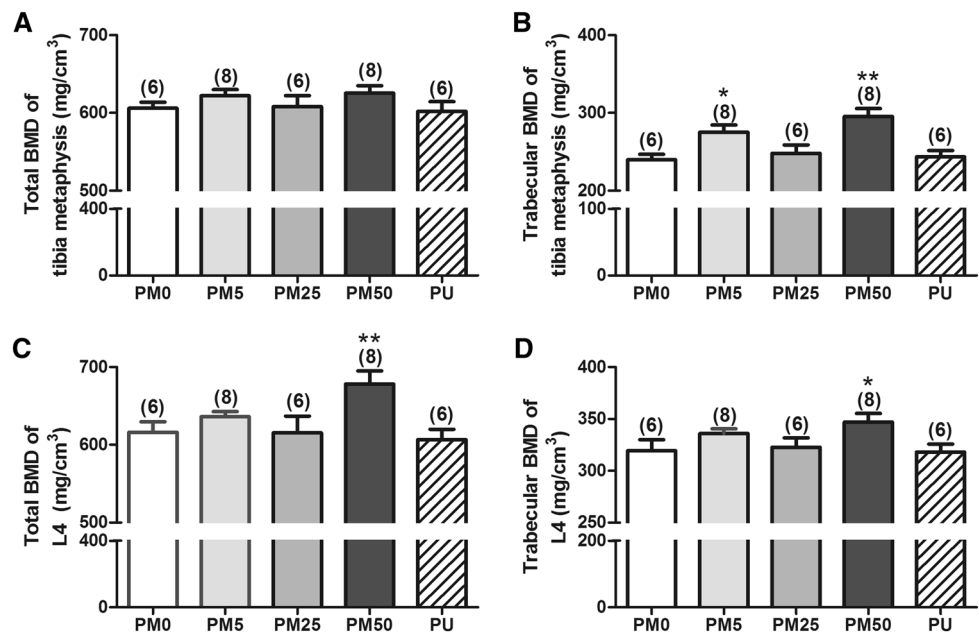 A
Total BMD of
tibia metaphysis (mg/cm³)
700
600
500
400
0
(6)
(8)
(6)
(8)
(6)
PM0 PM5 PM25 PM50 PU
B
Trabecular BMD of
tibia metaphysis (mg/cm³)
400
300
200
100
0
(6)
*
(8)
(6)
**
(8)
(6)
PM0 PM5 PM25 PM50 PU
C
Total BMD of
L4 (mg/cm³)
700
600
500
400
0
(6)
(8)
(6)
**
(8)
(6)
PM0 PM5 PM25 PM50 PU
D
Trabecular BMD of
L4 (mg/cm³)
400
350
300
250
200
0
(6)
(8)
(6)
*
(8)
(6)
PM0 PM5 PM25 PM50 PU